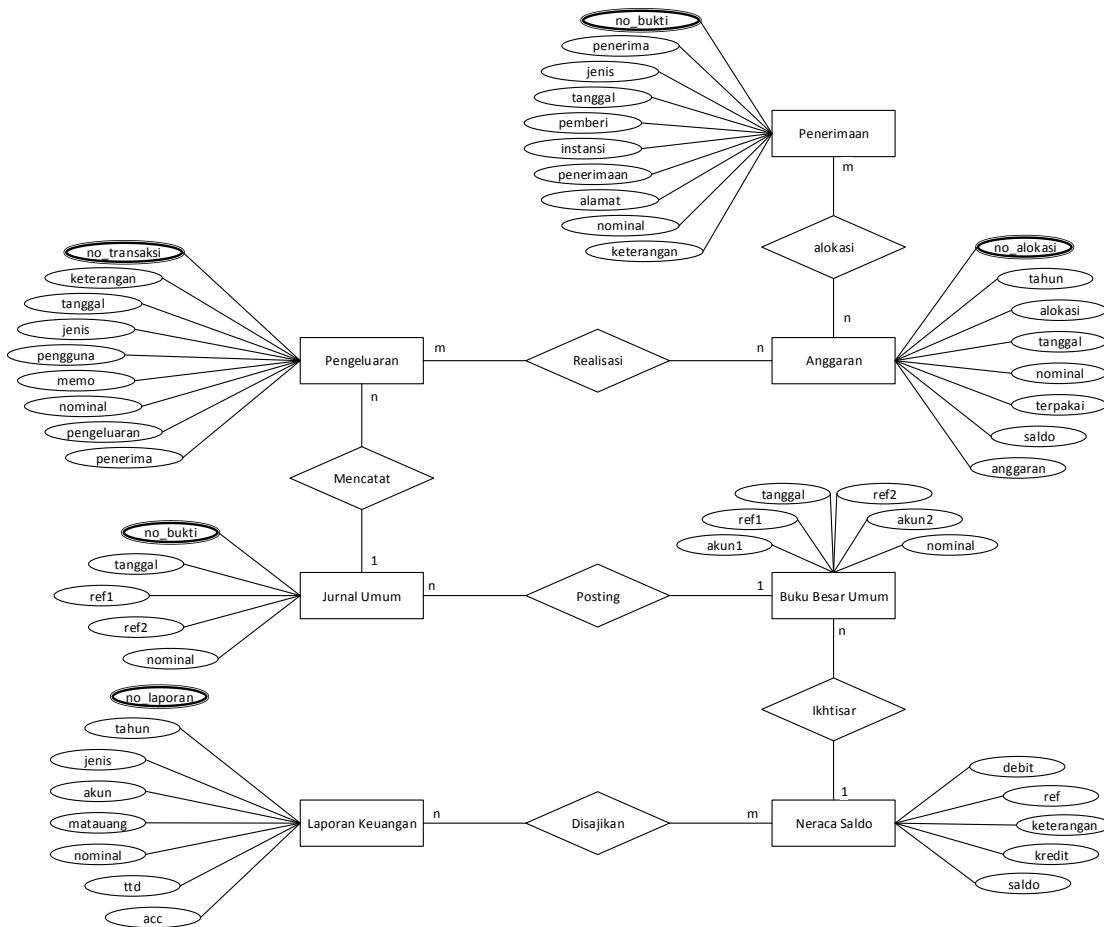 no_bukti
penerima
jenis
tanggal
pemberi
instansi
penerimaan
alamat
nominal
keterangan
Penerimaan
m
alokasi
n
no_transaksi
keterangan
tanggal
jenis
pengguna
memo
nominal
pengeluaran
penerima
Pengeluaran
m
Realisasi
n
Anggaran
no_alokasi
tahun
alokasi
tanggal
nominal
terpakai
saldo
anggaran
n
Mencatat
1
no_bukti
tanggal
ref1
ref2
nominal
Jurnal Umum
n
Posting
1
Buku Besar Umum
tanggal
ref1
akun1
ref2
akun2
nominal
n
Ikhtisar
1
no_laporan
tahun
jenis
akun
matauang
nominal
ttd
acc
Laporan Keuangan
n
Disajikan
m
Neraca Saldo
debit
ref
keterangan
kredit
saldo